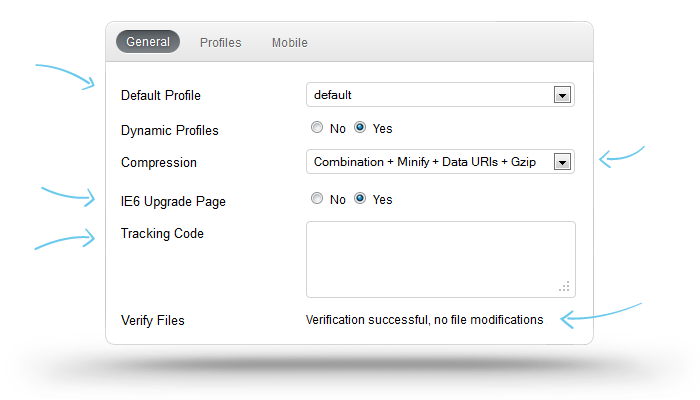 General Profiles Mobile
Default Profile default
Dynamic Profiles No Yes
Compression Combination + Minify + Data URIs + Gzip
IE6 Upgrade Page No Yes
Tracking Code
Verify Files Verification successful, no file modifications